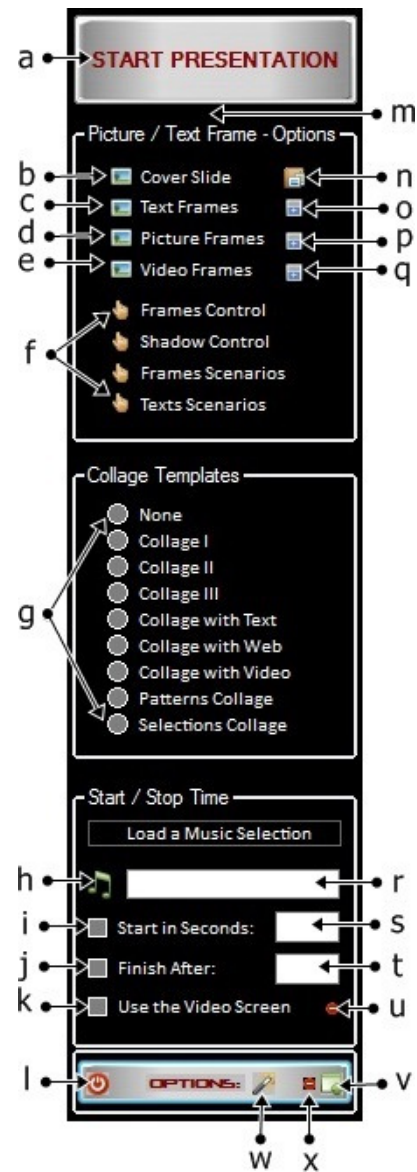 a START PRESENTATION
m
Picture / Text Frame - Options
b Cover Slide n
c Text Frames o
d Picture Frames p
e Video Frames q
Frames Control
f Shadow Control
Frames Scenarios
Texts Scenarios
Collage Templates
None
Collage I
Collage II
Collage III
g Collage with Text
Collage with Web
Collage with Video
Patterns Collage
Selections Collage
Start / Stop Time
Load a Music Selection
h r
i Start in Seconds: s
j Finish After: t
k Use the Video Screen u
l OPTIONS: v
w x